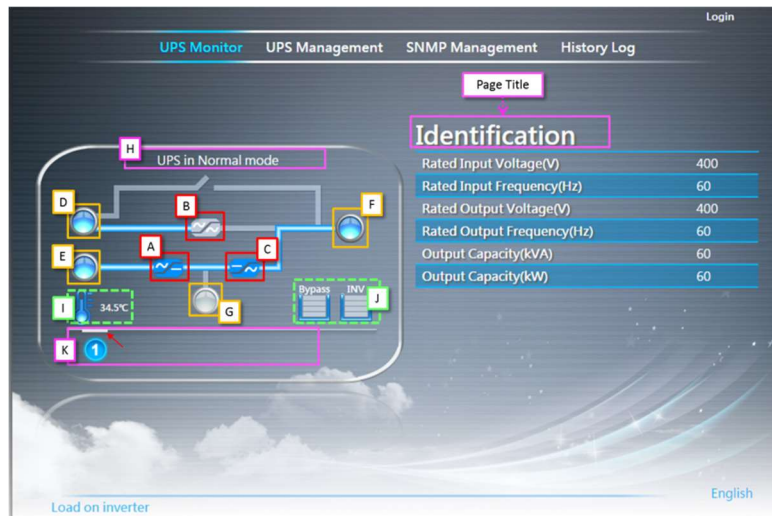 Login
UPS Monitor UPS Management SNMP Management History Log
Page Title
Identification
H
UPS in Normal mode
Rated Input Voltage(V) 400
Rated Input Frequency(Hz) 60
Rated Output Voltage(V) 400
Rated Output Frequency(Hz) 60
Output Capacity(kVA) 60
Output Capacity(kW) 60
D
B
F
E
A
C
G
I
34.5℃
Bypass INV
J
K
1
Load on inverter
English